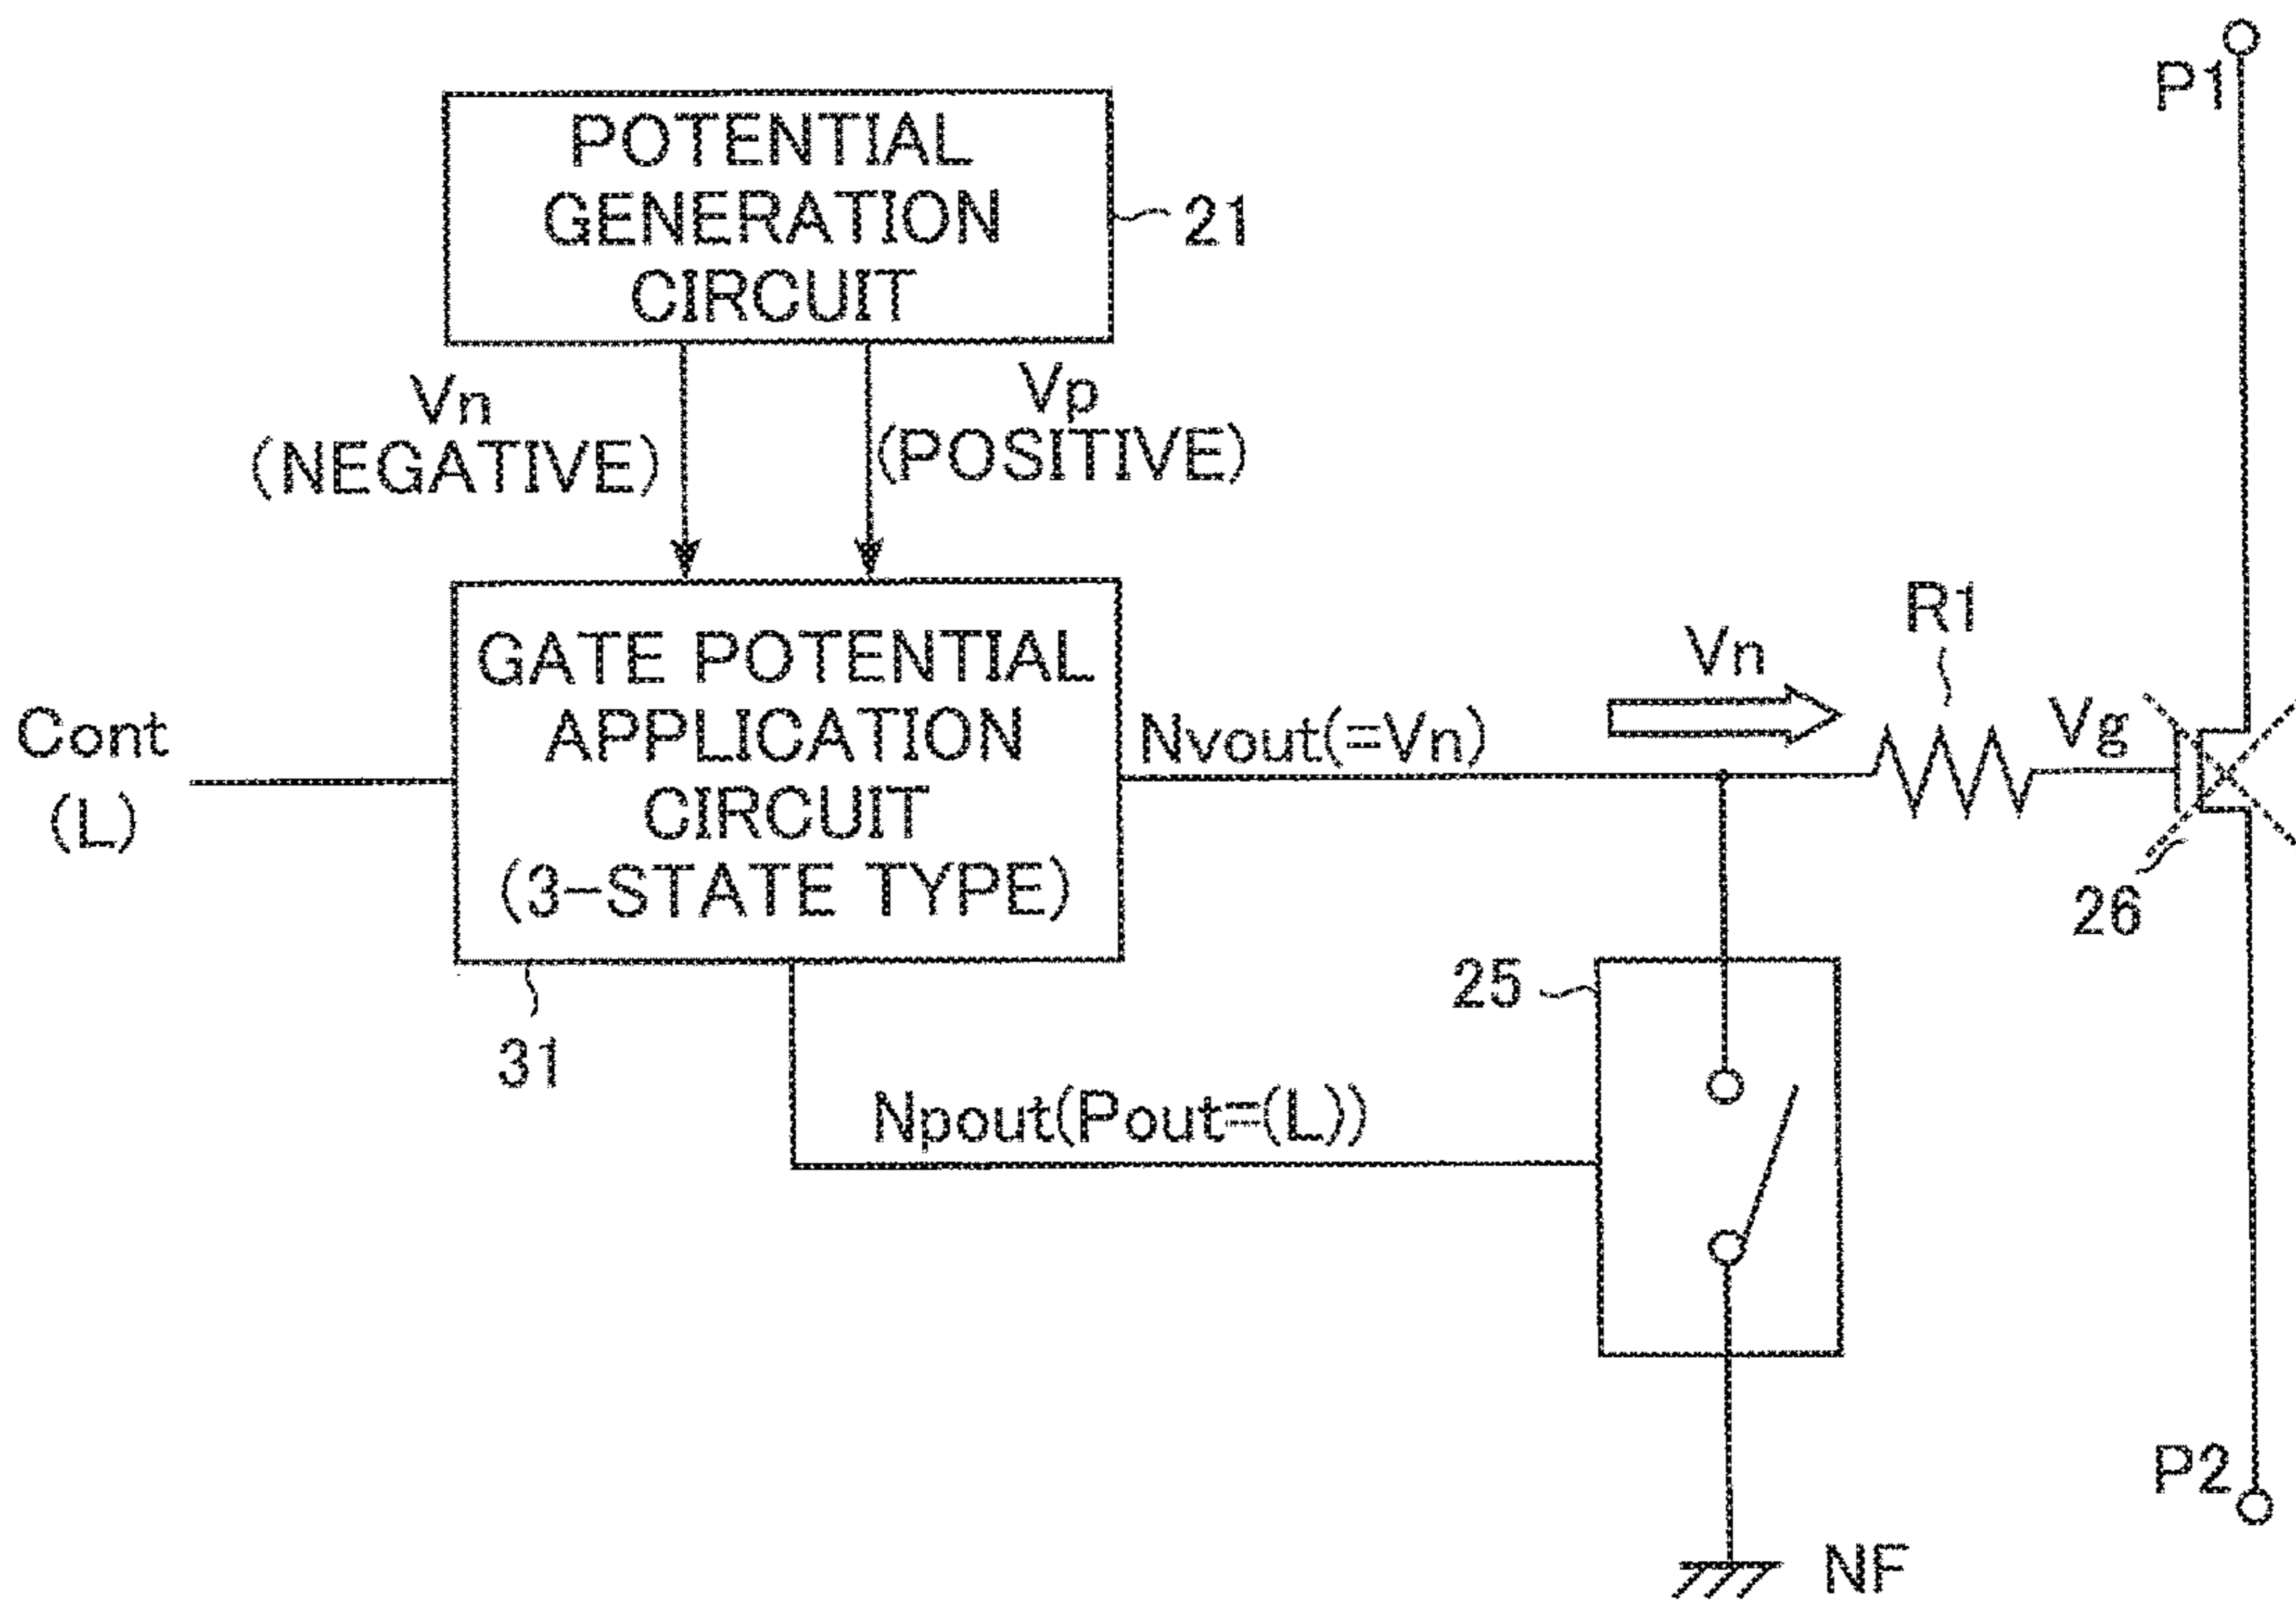 P1
POTENTIAL
GENERATION
CIRCUIT
21
Vn
(NEGATIVE)
Vp
(POSITIVE)
GATE POTENTIAL
APPLICATION
CIRCUIT
(3-STATE TYPE)
31
Cont
(L)
Nvout(=Vn)
Vn
R1
Vg
26
25
Npout(Pout=(L))
P2
NF